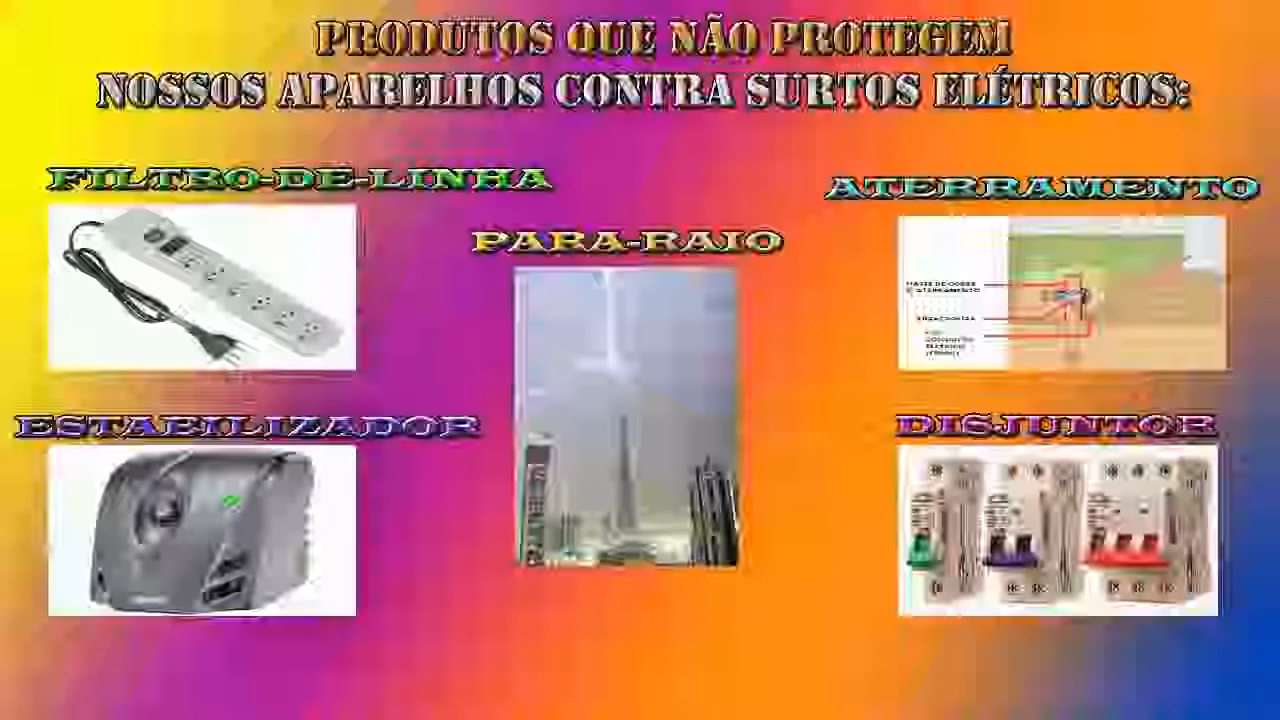 PRODUTOS QUE NÃO PROTEGEM
NOSSOS APARELHOS CONTRA SURTOS ELÉTRICOS:
FILTRO-DE-LINHA
ATERRAMENTO
PARA-RAIO
ESTABILIZADOR
DISJUNTOR